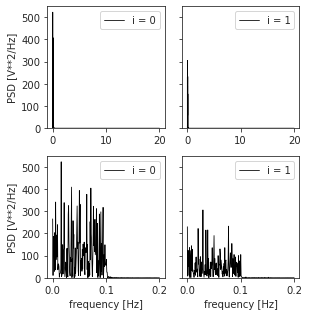 PSD [V**2/Hz]
500
400
300
200
100
0
i = 0
0 10 20
i = 1
0 10 20
PSD [V**2/Hz]
500
400
300
200
100
0
i = 0
0.0 0.1 0.2
frequency [Hz]
i = 1
0.0 0.1 0.2
frequency [Hz]